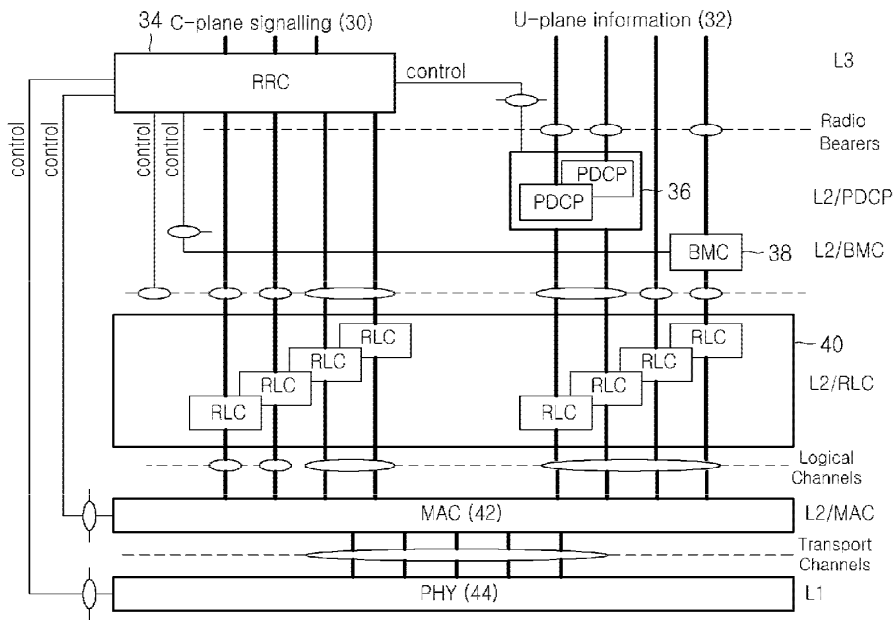 34
C-plane signalling (30)
U-plane information (32)
L3
RRC
control
control
control
control
control
Radio
Bearers
PDCP
PDCP
36
L2/PDCP
BMC
38
L2/BMC
40
RLC
RLC
RLC
RLC
RLC
RLC
RLC
RLC
L2/RLC
Logical
Channels
MAC (42)
L2/MAC
Transport
Channels
PHY (44)
L1